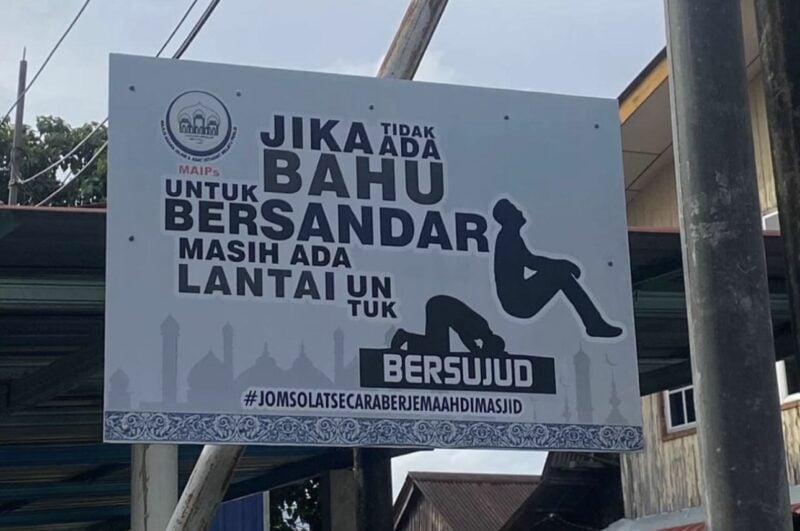 MAIPs
JIKA TIDAK ADA
BAHU
UNTUK
BERSANDAR
MASIH ADA
LANTAI UN
TUK
BERSUJUD
#JOMSOLATSECARABERJEMAAHDIMASJID